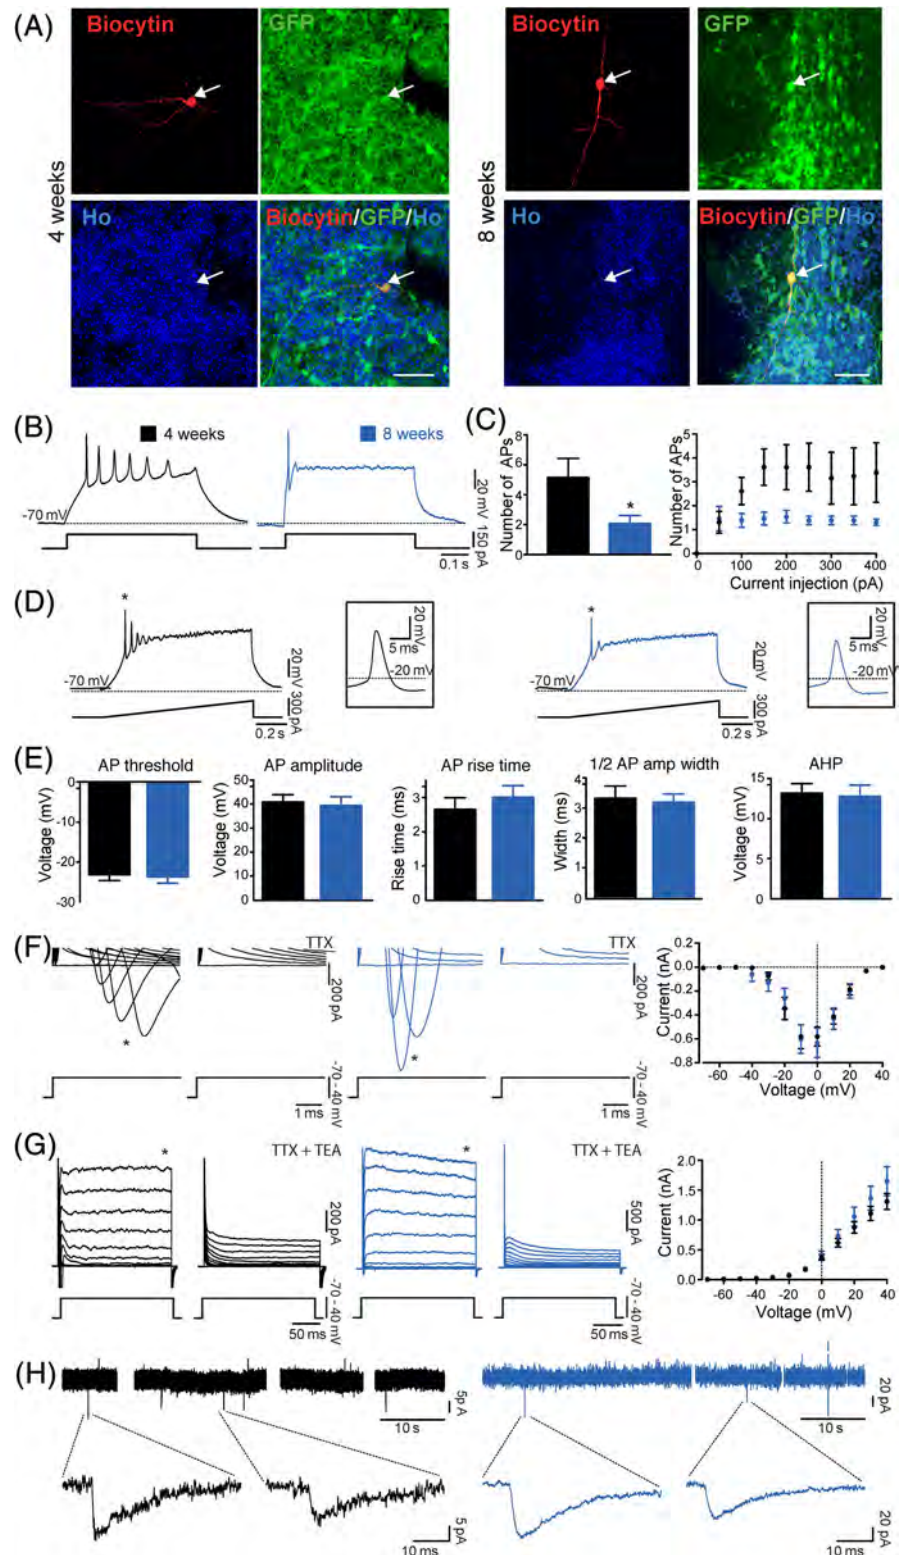 (A)
Biocytin
GFP
Biocytin
GFP
4 weeks
8 weeks
Ho
Biocytin/GFP/Ho
Ho
Biocytin/GFP/Ho
(B)
4 weeks
8 weeks
-70 mV
20 mV
150 pA
0.1 s
(C)
Number of APs
8
6
4
2
0
*
Number of APs
5
4
3
2
1
0
0
100
200
300
400
Current injection (pA)
(D)
*
-70 mV
20 mV
300 pA
0.2 s
20 mV
5 ms
-20 mV
*
-70 mV
20 mV
300 pA
0.2 s
20 mV
5 ms
-20 mV
(E)
AP threshold
Voltage (mV)
0
-10
-20
-30
AP amplitude
Voltage (mV)
50
40
30
20
10
0
AP rise time
Rise time (ms)
4
3
2
1
0
1/2 AP amp width
Width (ms)
4
3
2
1
0
AHP
Voltage (mV)
15
10
5
0
(F)
*
TTX
200 pA
-70 - 40 mV
1 ms
*
TTX
200 pA
-70 - 40 mV
1 ms
Current (nA)
0.2
0.0
-0.2
-0.4
-0.6
-0.8
-60
-40
-20
0
20
40
Voltage (mV)
(G)
*
TTX + TEA
200 pA
-70 - 40 mV
50 ms
*
TTX + TEA
500 pA
-70 - 40 mV
50 ms
Current (nA)
2.0
1.5
1.0
0.5
0.0
-60
-40
-20
0
20
40
Voltage (mV)
(H)
5pA
10 s
20 pA
10 s
5 pA
10 ms
20 pA
10 ms